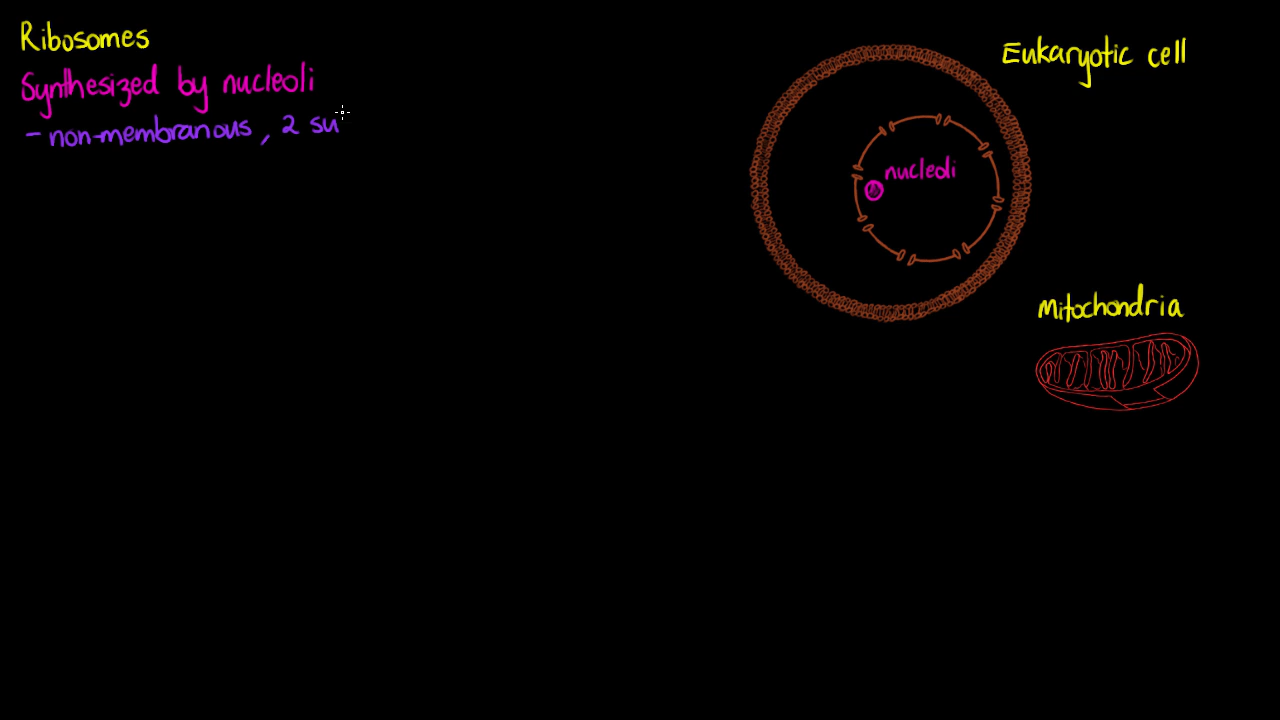 Ribosomes
Synthesized by nucleoli
- non-membranous, 2 su
Eukaryotic cell
nucleoli
Mitochondria